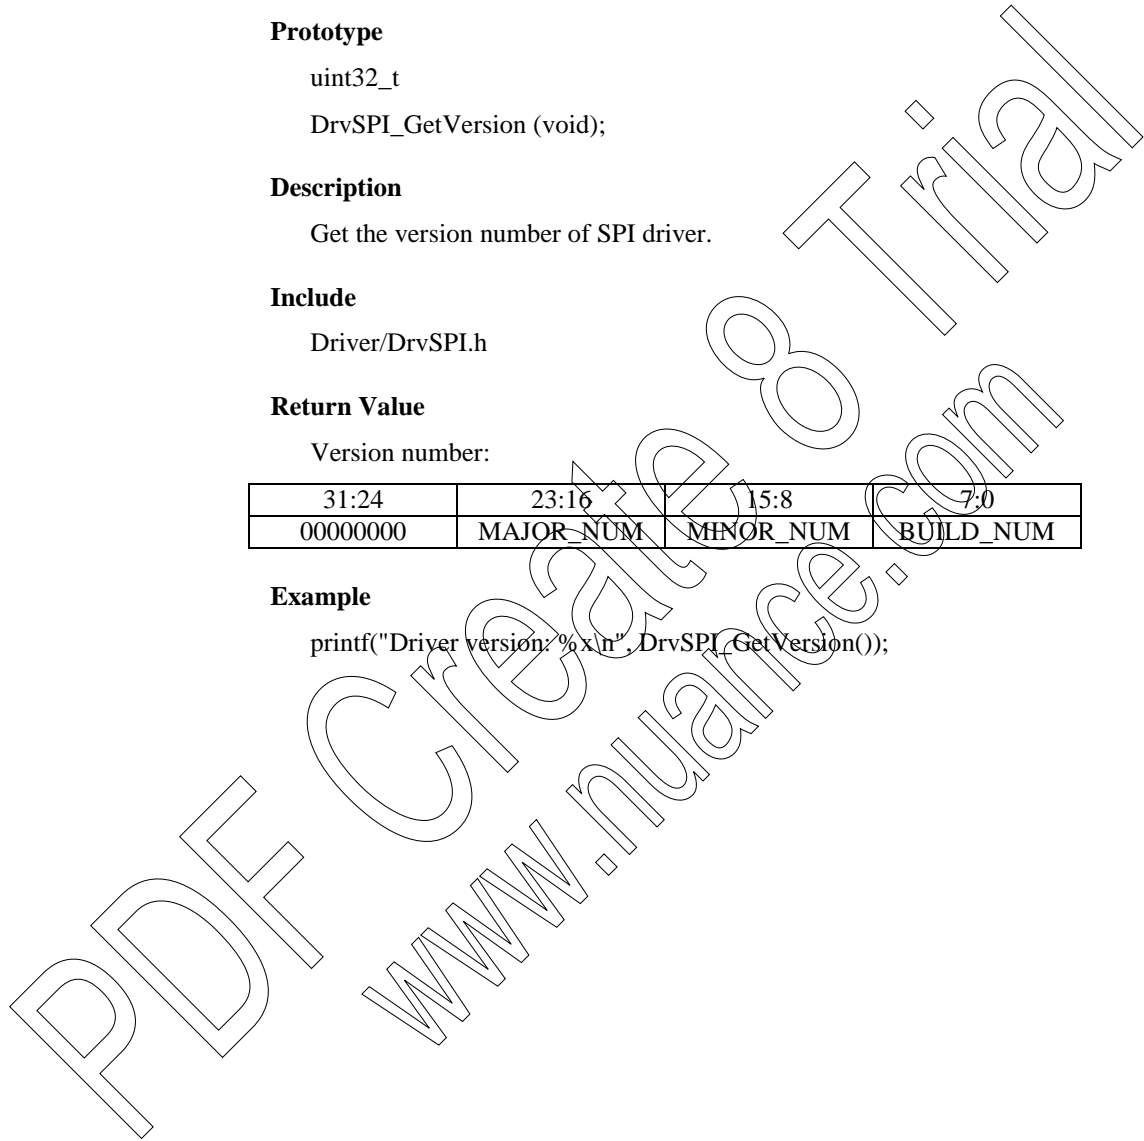 Prototype
uint32_t
DrvSPI_GetVersion (void);
Description
Get the version number of SPI driver.
Include
Driver/DrvSPI.h
Return Value
Version number:
31:24 23:16 15:8 7:0
00000000 MAJOR_NUM MINOR_NUM BUILD_NUM
Example
printf("Driver version: %x\n", DrvSPI_GetVersion());
PDF Create 8 Trial
www.nuance.com